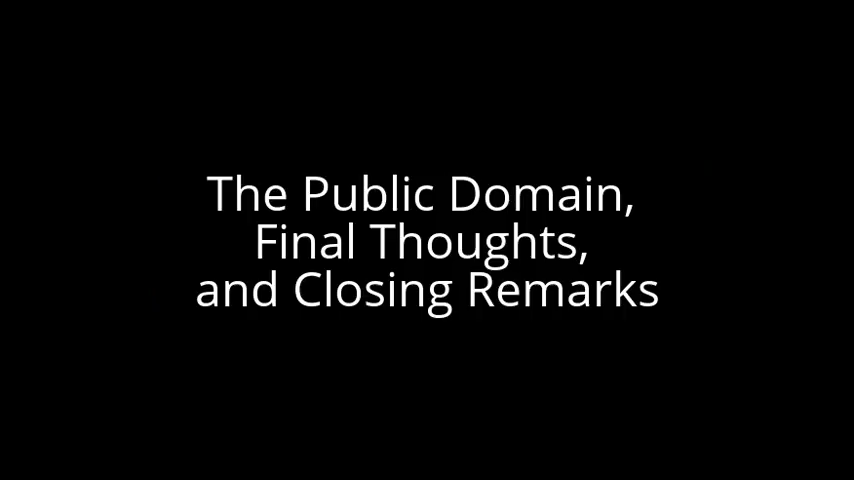 The Public Domain,
Final Thoughts,
and Closing Remarks